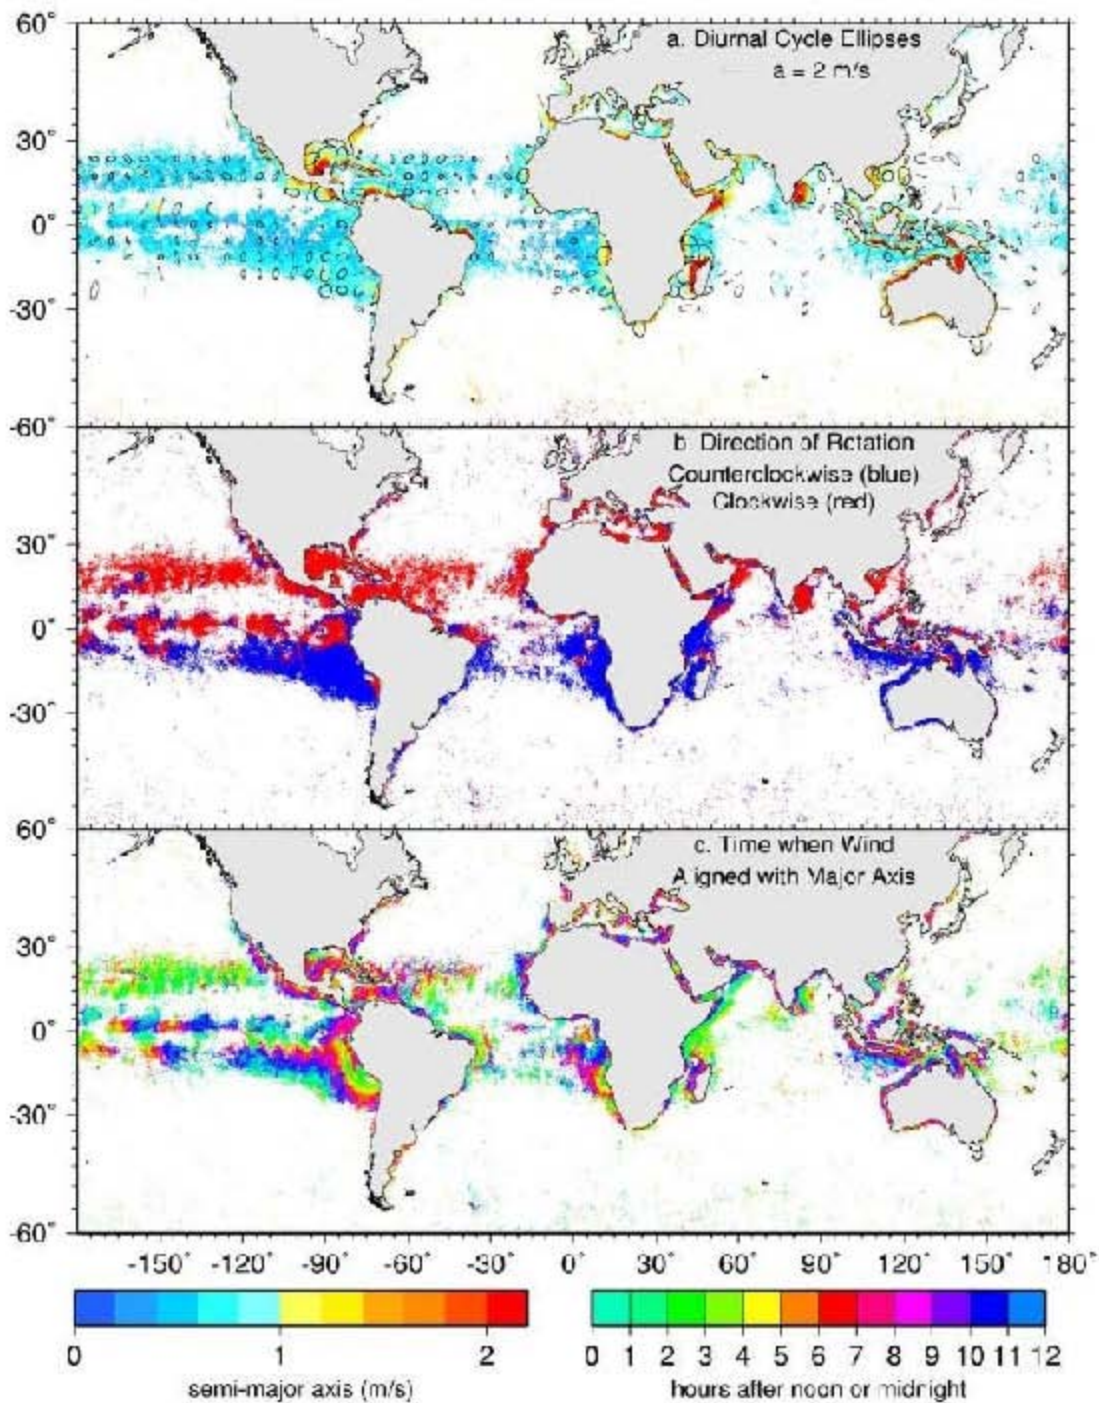 60°
a. Diurnal Cycle Ellipses
a = 2 m/s
30°
0°
-30°
-60°
b. Direction of Rotation
Counterclockwise (blue)
Clockwise (red)
30°
0°
-30°
60°
c. Time when Wind
Aligned with Major Axis
30°
0°
-30°
-60°
-150° -120° -90° -60° -30° 0° 30° 60° 90° 120° 150° 180°
0 1 2
semi-major axis (m/s)
0 1 2 3 4 5 6 7 8 9 10 11 12
hours after noon or midnight